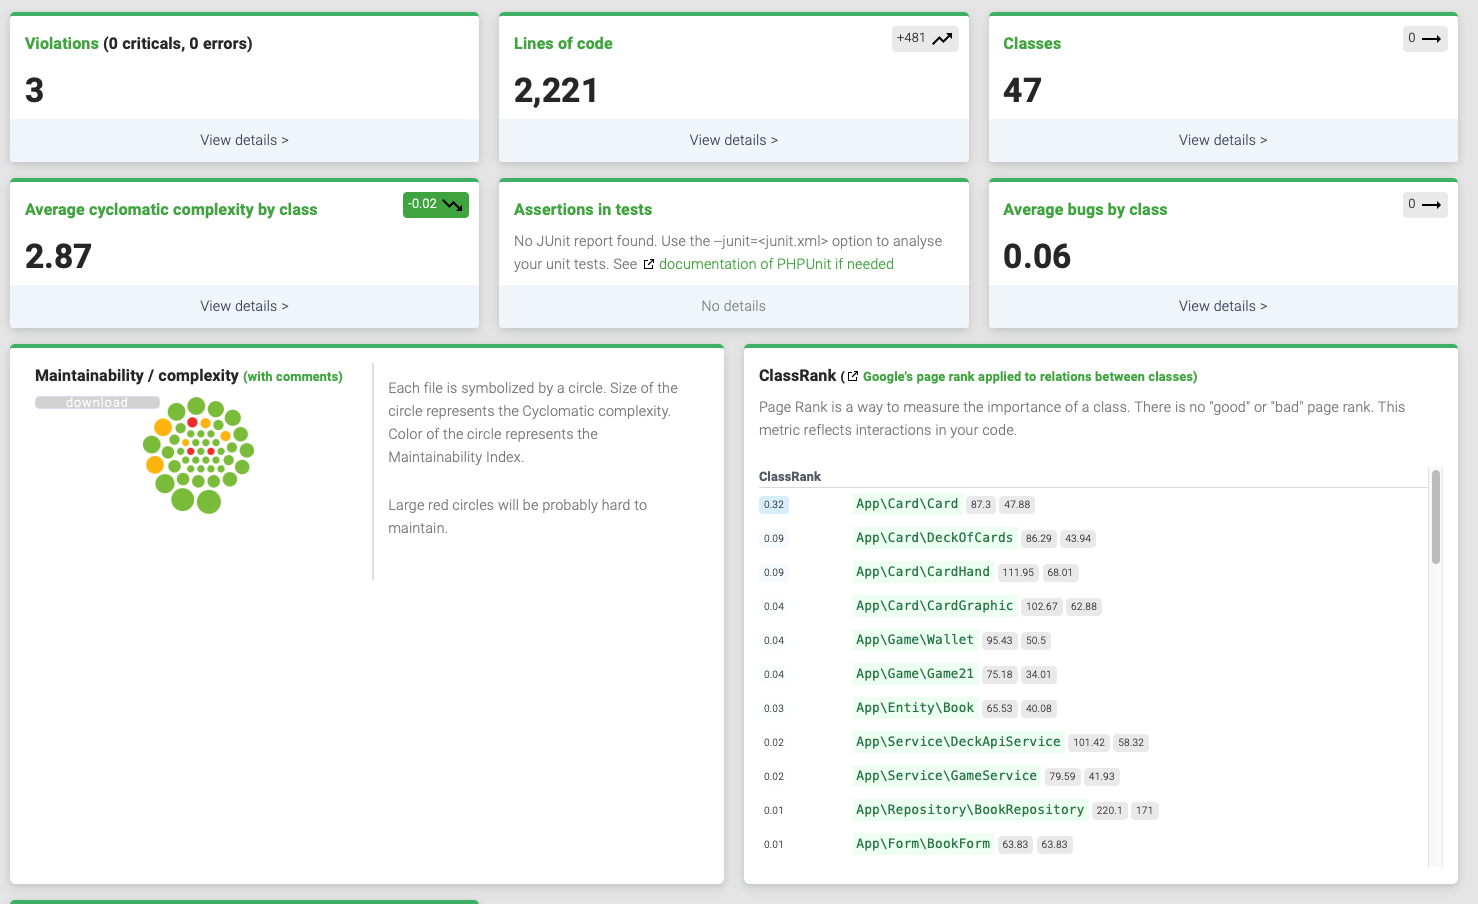 Violations (0 criticals, 0 errors)
3
View details >
Lines of code
+481
2,221
View details >
Classes
0
47
View details >
Average cyclomatic complexity by class
-0.02
2.87
View details >
Assertions in tests
No JUnit report found. Use the --junit=<junit.xml> option to analyse
your unit tests. See documentation of PHPUnit if needed
No details
Average bugs by class
0
0.06
View details >
Maintainability / complexity (with comments)
download
Each file is symbolized by a circle. Size of the
circle represents the Cyclomatic complexity.
Color of the circle represents the
Maintainability Index.
Large red circles will be probably hard to
maintain.
ClassRank (Google's page rank applied to relations between classes)
Page Rank is a way to measure the importance of a class. There is no "good" or "bad" page rank. This
metric reflects interactions in your code.
ClassRank
0.32 App\Card\Card 87.3 47.88
0.09 App\Card\DeckOfCards 86.29 43.94
0.09 App\Card\CardHand 111.95 68.01
0.04 App\Card\CardGraphic 102.67 62.88
0.04 App\Game\Wallet 95.43 50.5
0.04 App\Game\Game21 75.18 34.01
0.03 App\Entity\Book 65.53 40.08
0.02 App\Service\DeckApiService 101.42 58.32
0.02 App\Service\GameService 79.59 41.93
0.01 App\Repository\BookRepository 220.1 171
0.01 App\Form\BookForm 63.83 63.83